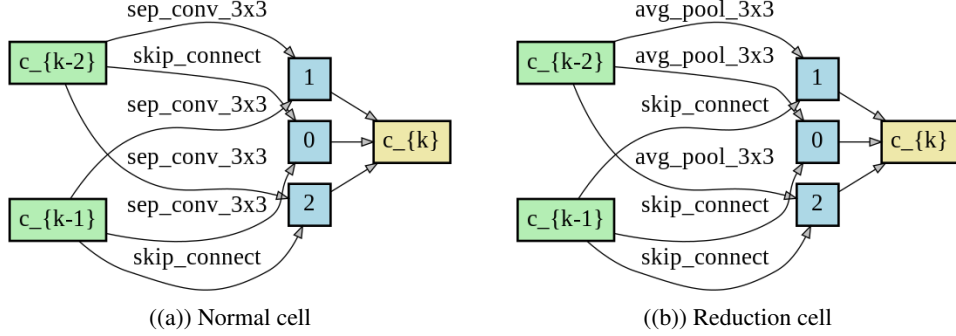 sep_conv_3x3
c_{k-2}
skip_connect
1
sep_conv_3x3
0
c_{k}
sep_conv_3x3
c_{k-1}
sep_conv_3x3
2
skip_connect
((a)) Normal cell
avg_pool_3x3
c_{k-2}
avg_pool_3x3
1
skip_connect
0
c_{k}
avg_pool_3x3
c_{k-1}
skip_connect
2
skip_connect
((b)) Reduction cell